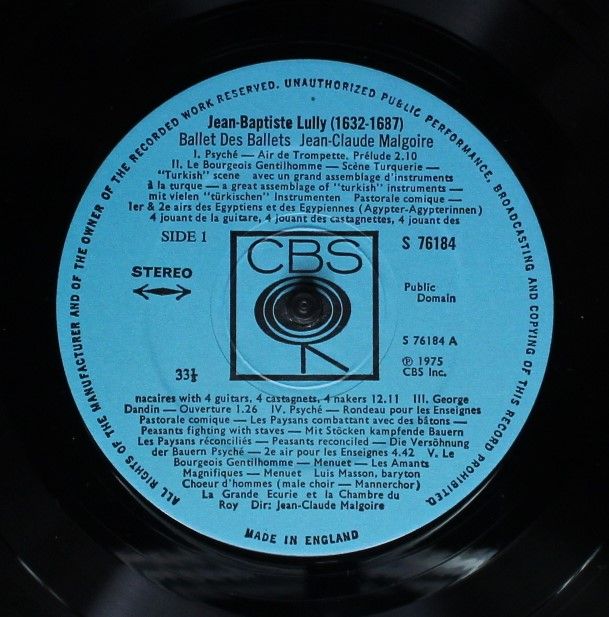 ALL RIGHTS OF THE MANUFACTURER AND OF THE OWNER OF THE RECORDED WORK RESERVED. UNAUTHORIZED PUBLIC PERFORMANCE, BROADCASTING AND COPYING OF THIS RECORD PROHIBITED.
Jean-Baptiste Lully (1632-1687)
Ballet Des Ballets Jean-Claude Malgoire
I. Psyché — Air de Trompette, Prélude 2.10
II. Le Bourgeois Gentilhomme — Scène Turquerie —
"Turkish" scene avec un grand assemblage d'instruments
à la turque — a great assemblage of "turkish" instruments —
mit vielen "türkischen" Instrumenten Pastorale comique —
1er & 2e airs des Egyptiens et des Egypiennes (Agypter-Agypterinnen)
4 jouant de la guitare, 4 jouant des castagnettes, 4 jouant des
SIDE 1
CBS
S 76184
STEREO
Public
Domain
S 76184 A
33⅓
℗ 1975
CBS Inc.
nacaires with 4 guitars, 4 castagnets, 4 nakers 12.11 III. George
Dandin — Ouverture 1.26 IV. Psyché — Rondeau pour les Enseignes
Pastorale comique — Les Paysans combattant avec des bâtons —
Peasants fighting with staves — Mit Stöcken kampfende Bauern
Les Paysans réconciliés — Peasants reconciled — Die Versöhnung
der Bauern Psyché — 2e air pour les Enseignes 4.42 V. Le
Bourgeois Gentilhomme — Menuet — Les Amants
Magnifiques — Menuet Luis Masson, baryton
Choeur d'hommes (male choir — Mannerchor)
La Grande Ecurie et la Chambre du
Roy Dir: Jean-Claude Malgoire
MADE IN ENGLAND